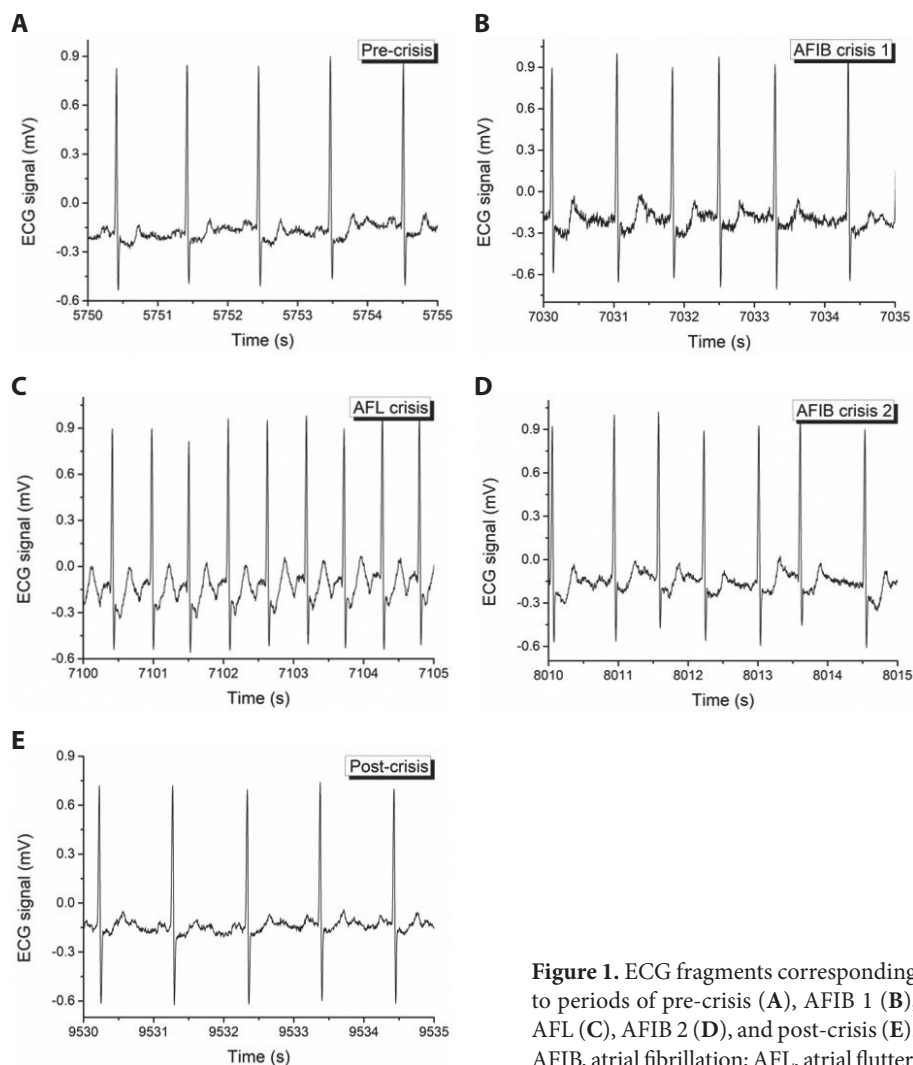 A
Pre-crisis
ECG signal (mV)
0.9
0.6
0.3
0.0
-0.3
-0.6
5750 5751 5752 5753 5754 5755
Time (s)
B
AFIB crisis 1
ECG signal (mV)
1.2
0.9
0.6
0.3
0.0
-0.3
-0.6
-0.9
7030 7031 7032 7033 7034 7035
Time (s)
C
AFL crisis
ECG signal (mV)
0.9
0.6
0.3
0.0
-0.3
-0.6
7100 7101 7102 7103 7104 7105
Time (s)
D
AFIB crisis 2
ECG signal (mV)
0.9
0.6
0.3
0.0
-0.3
-0.6
8010 8011 8012 8013 8014 8015
Time (s)
E
Post-crisis
ECG signal (mV)
0.9
0.6
0.3
0.0
-0.3
-0.6
9530 9531 9532 9533 9534 9535
Time (s)
Figure 1. ECG fragments corresponding
to periods of pre-crisis (A), AFIB 1 (B),
AFL (C), AFIB 2 (D), and post-crisis (E).
AFIB, atrial fibrillation; AFL, atrial flutter